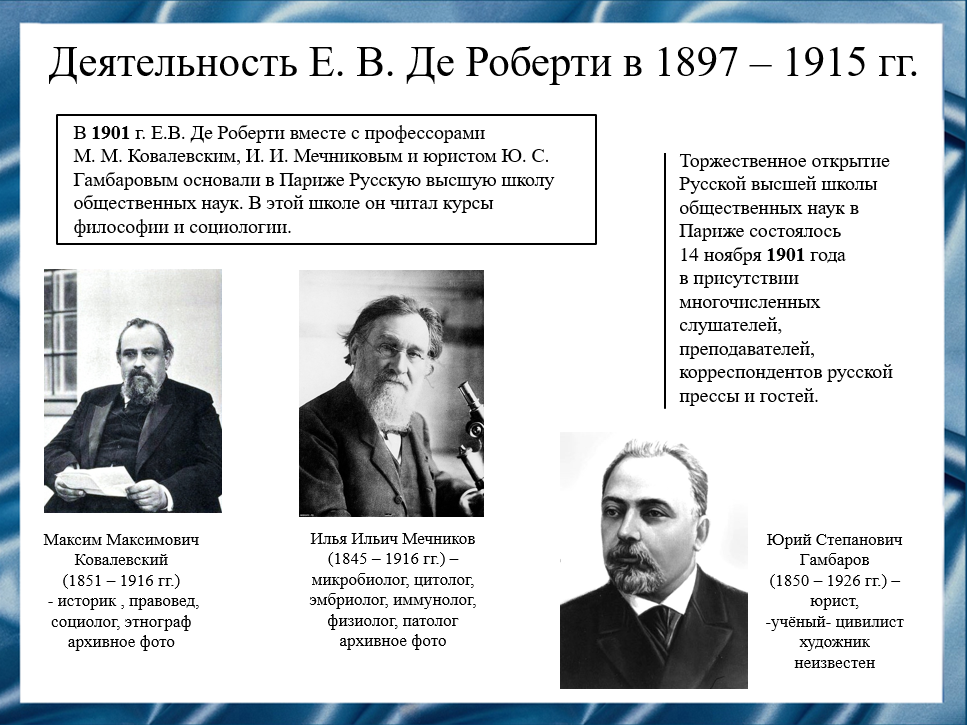 Деятельность Е. В. Де Роберти в 1897 – 1915 гг.
В 1901 г. Е.В. Де Роберти вместе с профессорами
М. М. Ковалевским, И. И. Мечниковым и юристом Ю. С.
Гамбаровым основали в Париже Русскую высшую школу
общественных наук. В этой школе он читал курсы
философии и социологии.
Торжественное открытие
Русской высшей школы
общественных наук в
Париже состоялось
14 ноября 1901 года
в присутствии
многочисленных
слушателей,
преподавателей,
корреспондентов русской
прессы и гостей.
Максим Максимович
Ковалевский
(1851 – 1916 гг.)
- историк , правовед,
социолог, этнограф
архивное фото
Илья Ильич Мечников
(1845 – 1916 гг.) –
микробиолог, цитолог,
эмбриолог, иммунолог,
физиолог, патолог
архивное фото
Юрий Степанович
Гамбаров
(1850 – 1926 гг.) –
юрист,
-учёный- цивилист
художник
неизвестен